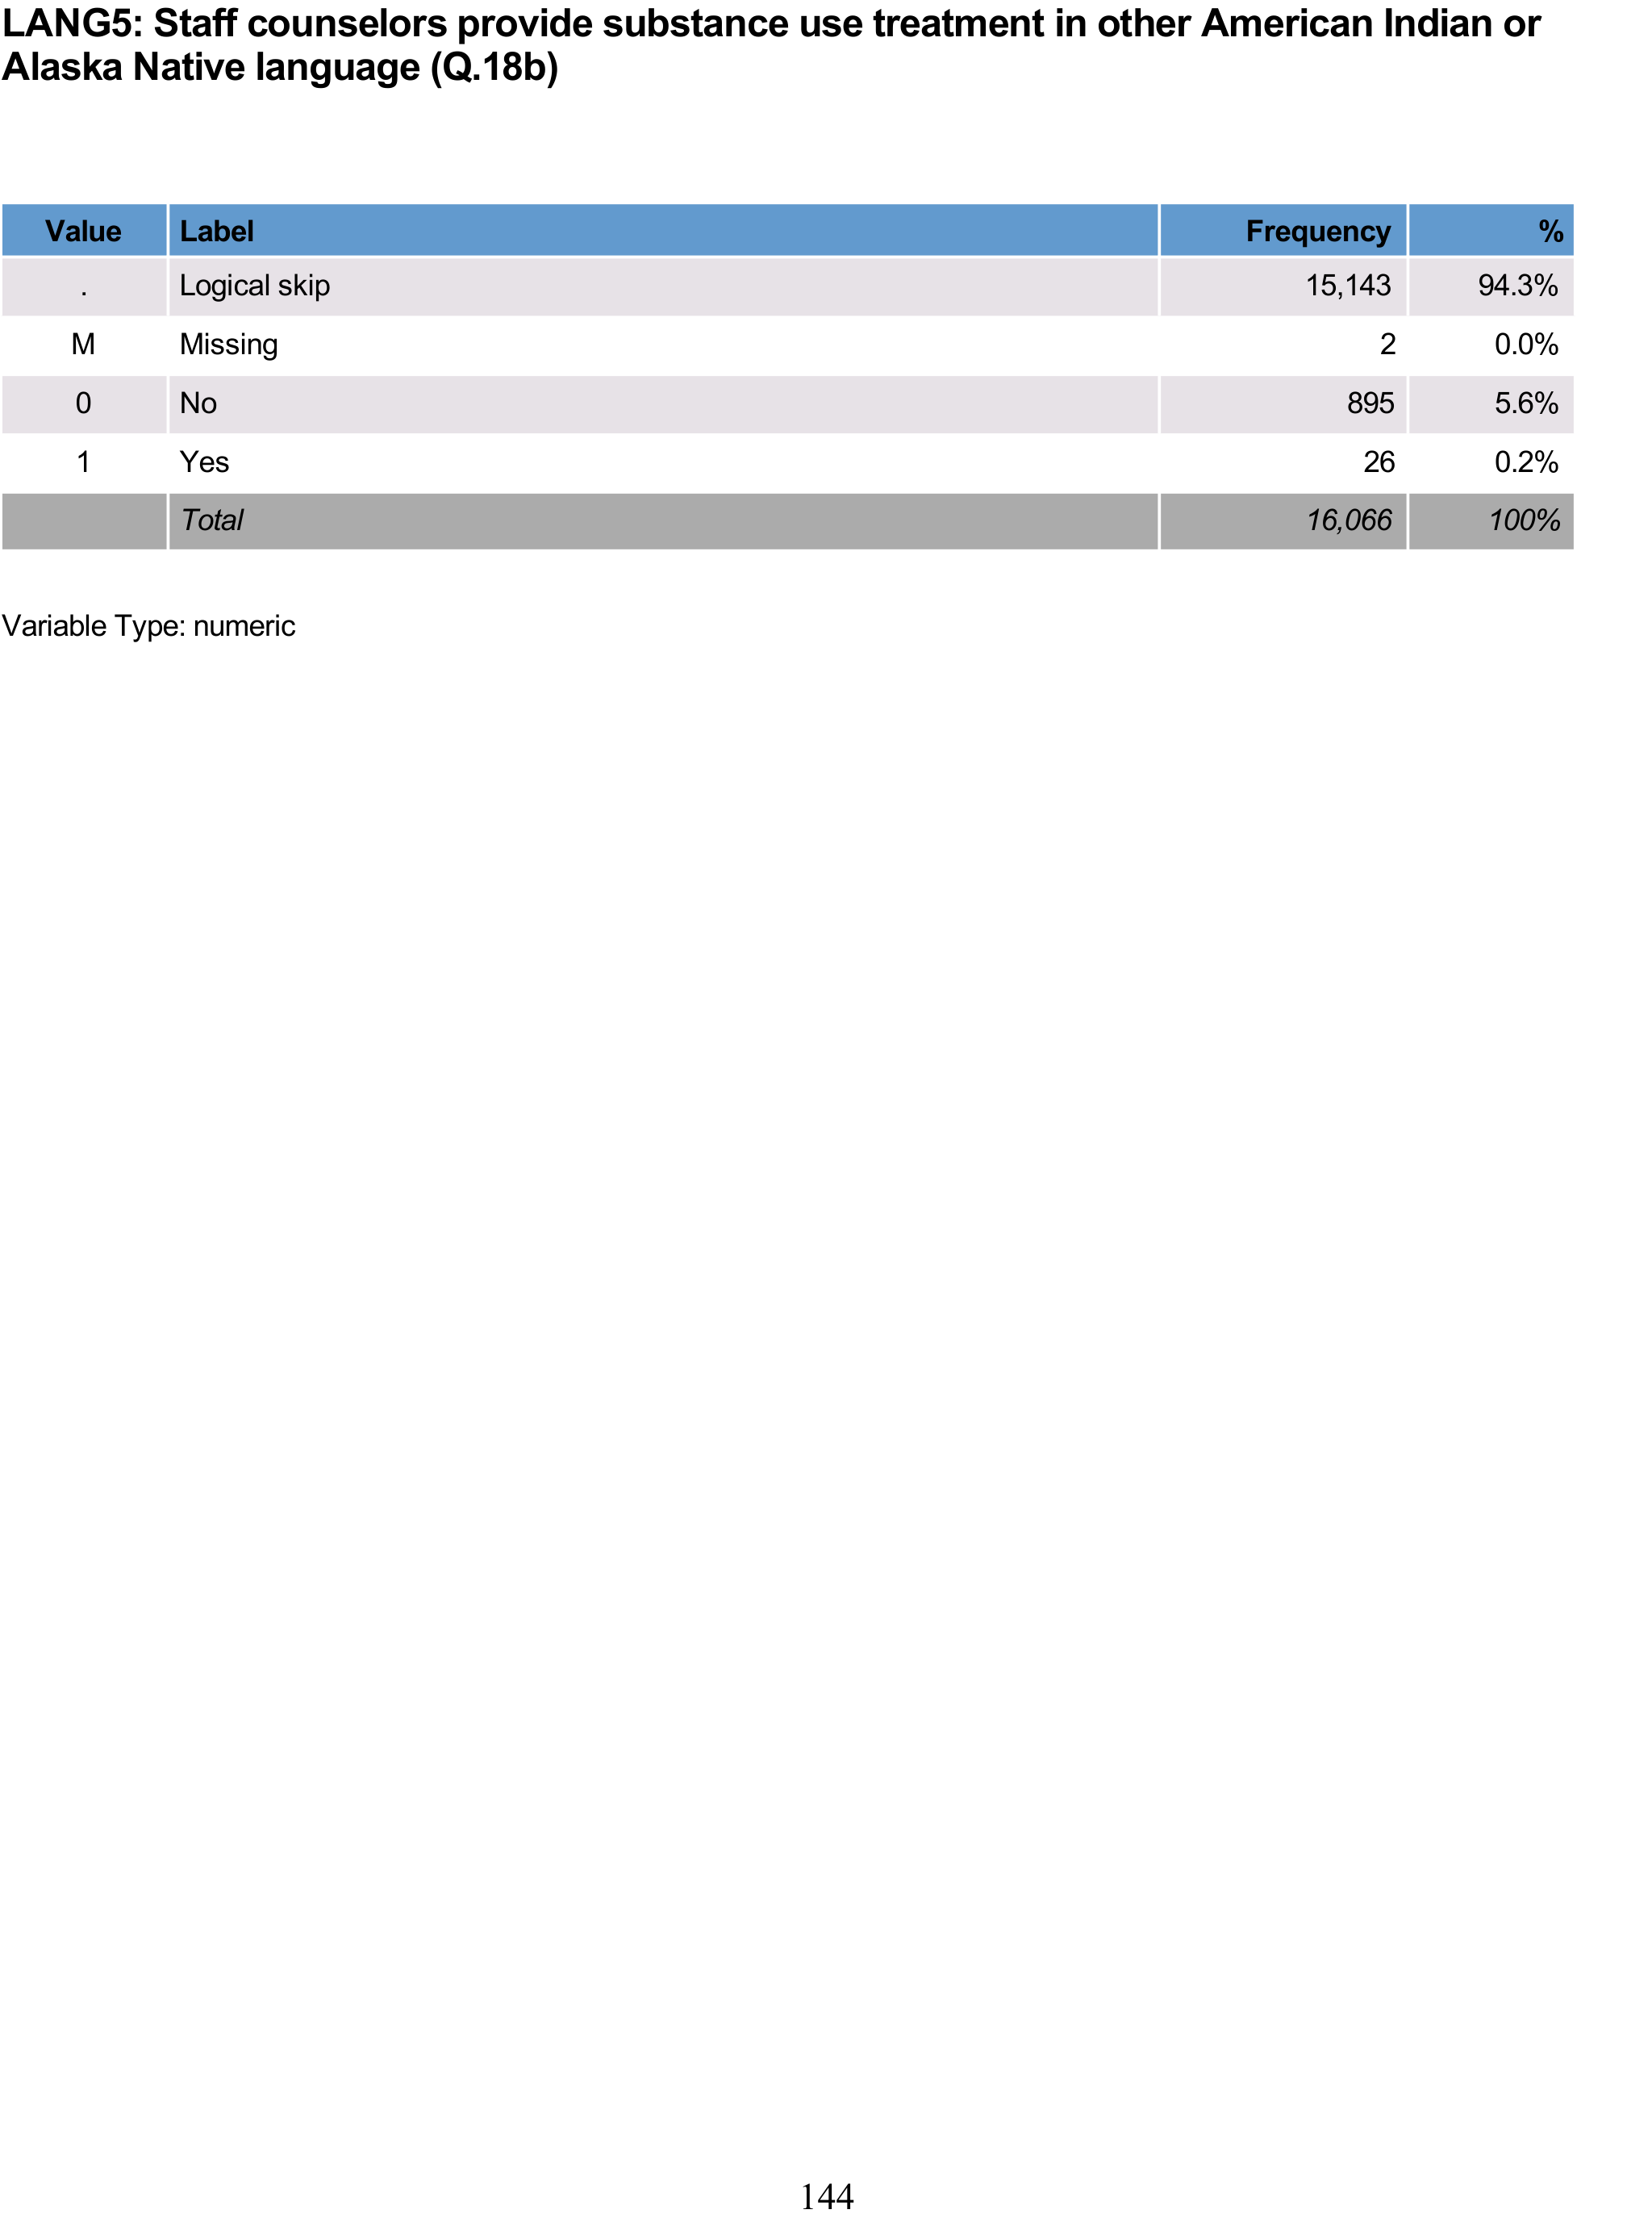 LANG5: Staff counselors provide substance use treatment in other American Indian or
Alaska Native language (Q.18b)
Value Label Frequency %
. Logical skip 15,143 94.3%
M Missing 2 0.0%
0 No 895 5.6%
1 Yes 26 0.2%
Total 16,066 100%
Variable Type: numeric
144